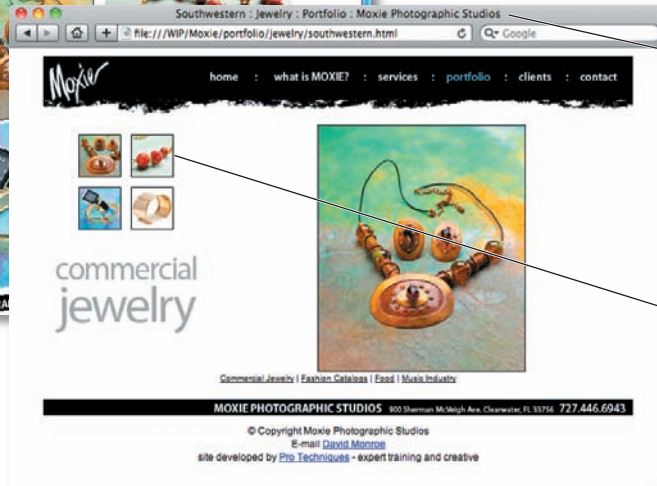 Southwestern : Jewelry : Portfolio : Moxie Photographic Studios
file:///WIP/Moxie/portfolio/jewelry/southwestern.html
Google
Moxie
home : what is MOXIE? : services : portfolio : clients : contact
commercial
jewelry
Commercial Jewelry | Fashion Catalogs | Food | Music Industry
MOXIE PHOTOGRAPHIC STUDIOS 900 Sherman McVeigh Ave. Clearwater, FL 33756 727.446.6943
© Copyright Moxie Photographic Studios
E-mail David Monroe
site developed by Pro Techniques - expert training and creative